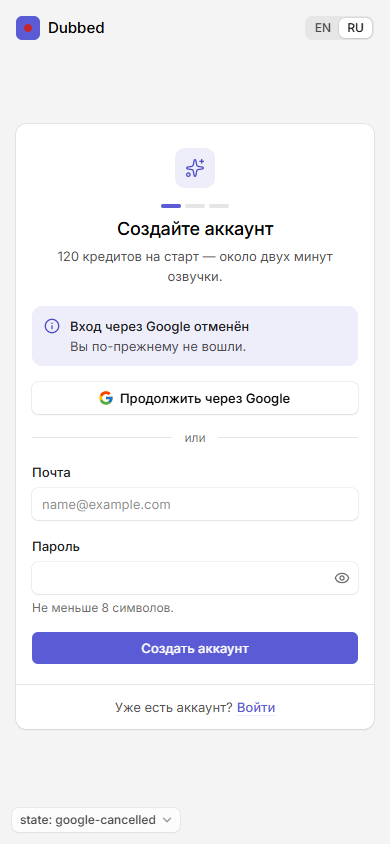 Dubbed
EN RU
Создайте аккаунт
120 кредитов на старт — около двух минут
озвучки.
Вход через Google отменён
Вы по-прежнему не вошли.
Продолжить через Google
или
Почта
name@example.com
Пароль
Не меньше 8 символов.
Создать аккаунт
Уже есть аккаунт? Войти
state: google-cancelled